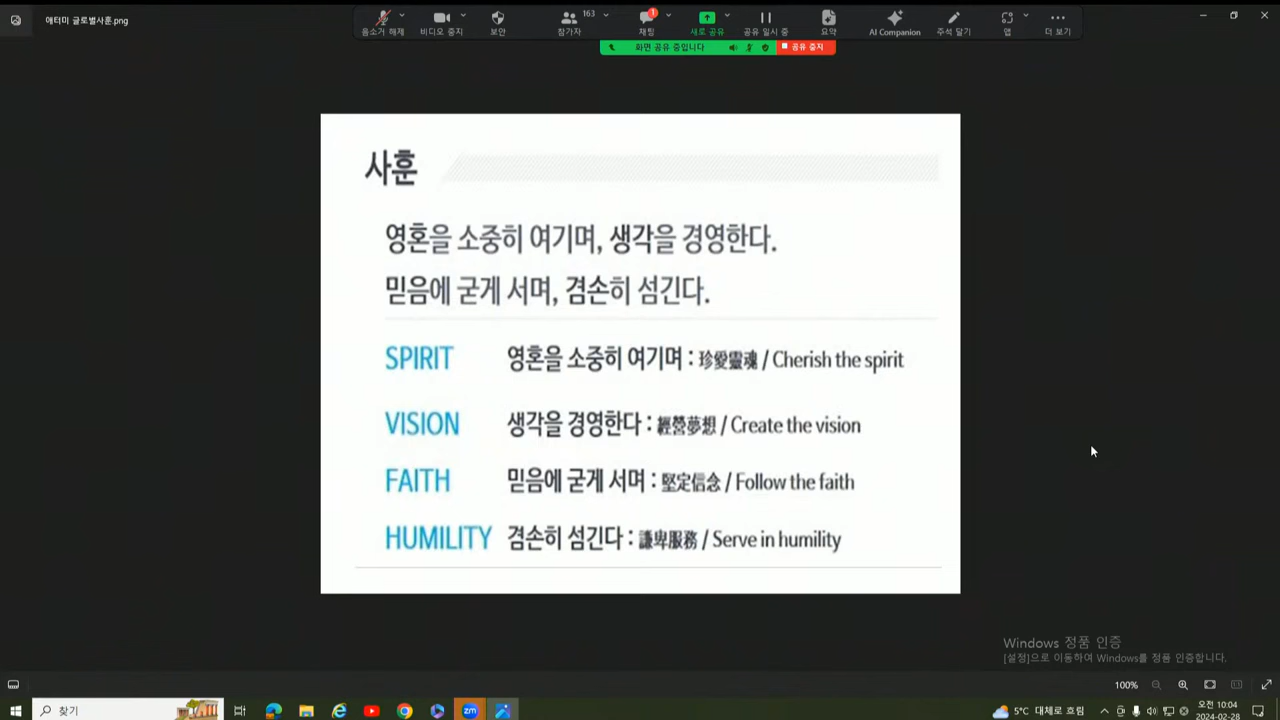 애터미 글로벌사훈.png
음소거 해제
비디오 중지
보안
163
참가자
1
채팅
새로 공유
공유 일시 중
요약
AI Companion
주석 달기
앱
더 보기
화면 공유 중입니다
공유 중지
사훈
영혼을 소중히 여기며, 생각을 경영한다.
믿음에 굳게 서며, 겸손히 섬긴다.
SPIRIT 영혼을 소중히 여기며 : 珍愛靈魂 / Cherish the spirit
VISION 생각을 경영한다 : 經營夢想 / Create the vision
FAITH 믿음에 굳게 서며 : 堅定信念 / Follow the faith
HUMILITY 겸손히 섬긴다 : 謙卑服務 / Serve in humility
Windows 정품 인증
[설정]으로 이동하여 Windows를 정품 인증합니다.
100%
찾기
zm
5°C 대체로 흐림
오전 10:04
2024-02-28